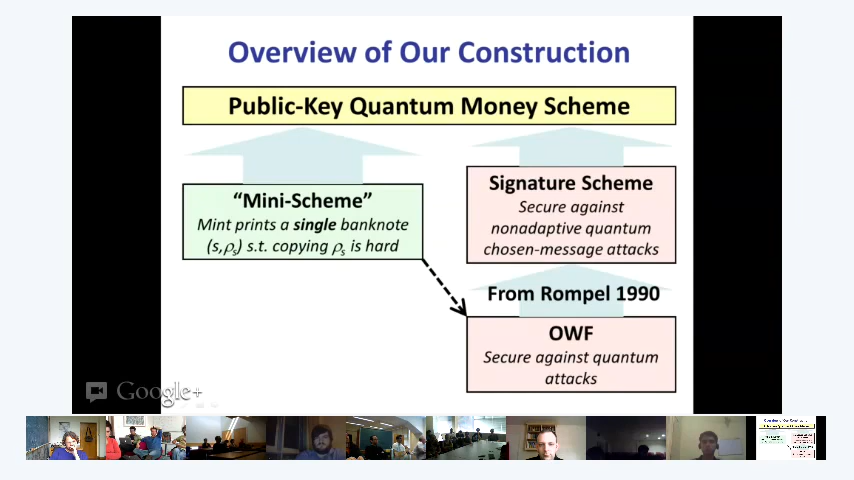 Overview of Our Construction
Public-Key Quantum Money Scheme
“Mini-Scheme”
Mint prints a single banknote
(s,ρs) s.t. copying ρs is hard
Signature Scheme
Secure against
nonadaptive quantum
chosen-message attacks
From Rompel 1990
OWF
Secure against quantum
attacks
Google+